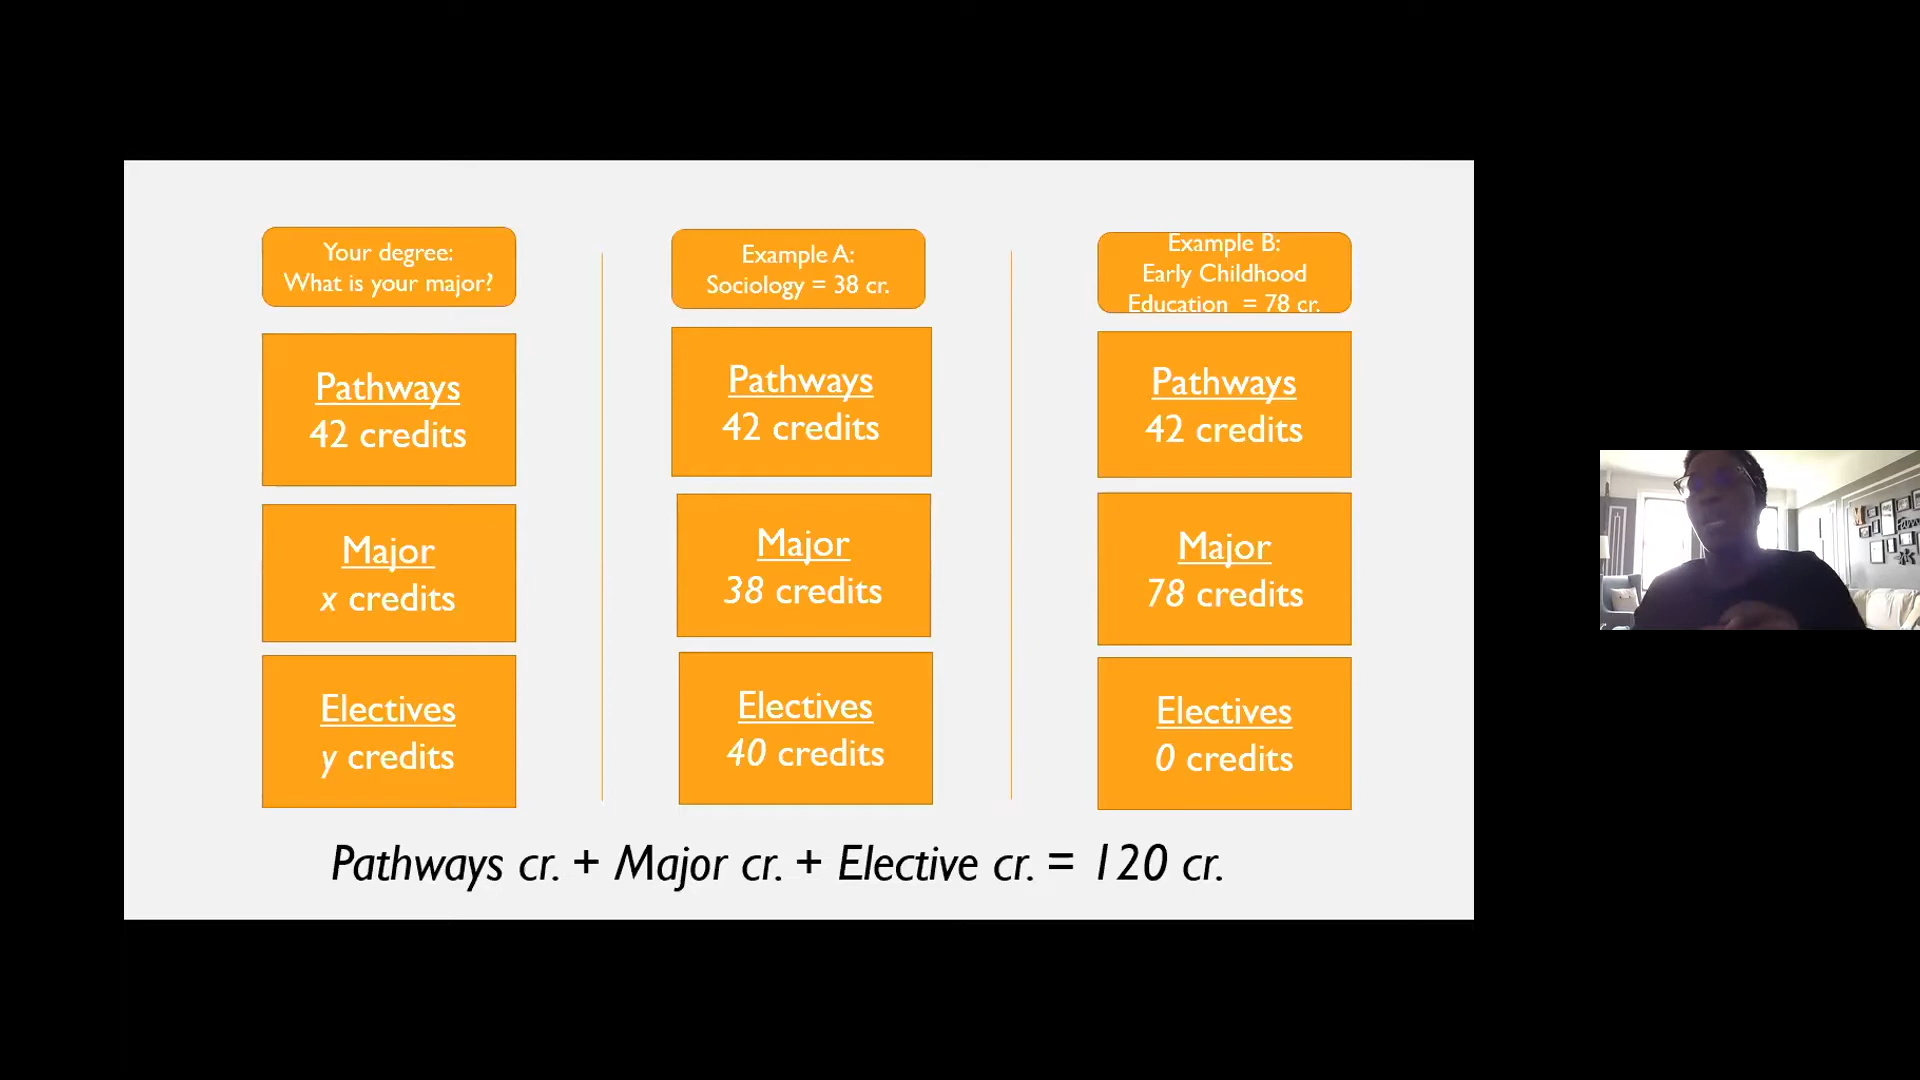 Your degree:
What is your major?
Pathways
42 credits
Major
x credits
Electives
y credits
Example A:
Sociology = 38 cr.
Pathways
42 credits
Major
38 credits
Electives
40 credits
Example B:
Early Childhood
Education = 78 cr.
Pathways
42 credits
Major
78 credits
Electives
0 credits
Pathways cr. + Major cr. + Elective cr. = 120 cr.